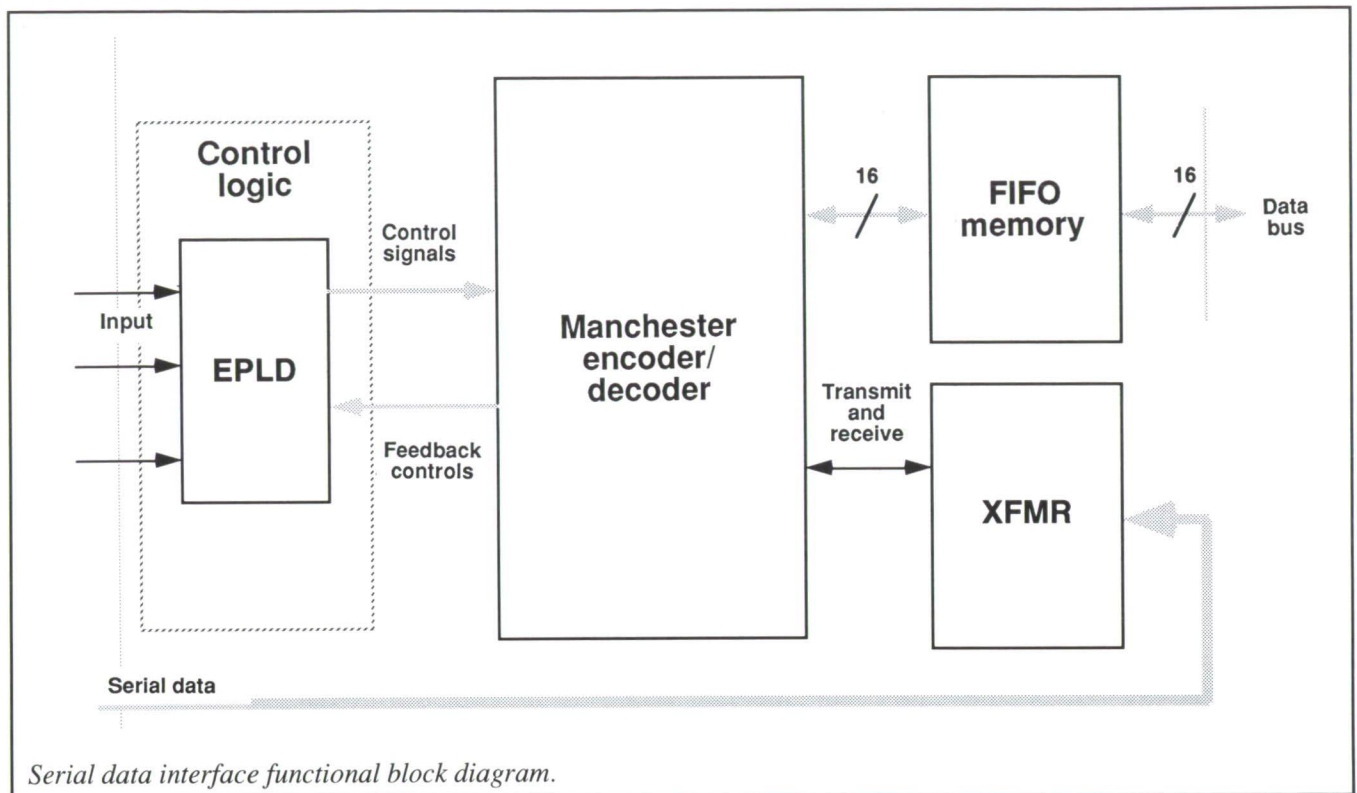 Control
logic
Control
signals
Input
EPLD
Feedback
controls
Manchester
encoder/
decoder
16
FIFO
memory
16
Data
bus
Transmit
and
receive
XFMR
Serial data
Serial data interface functional block diagram.